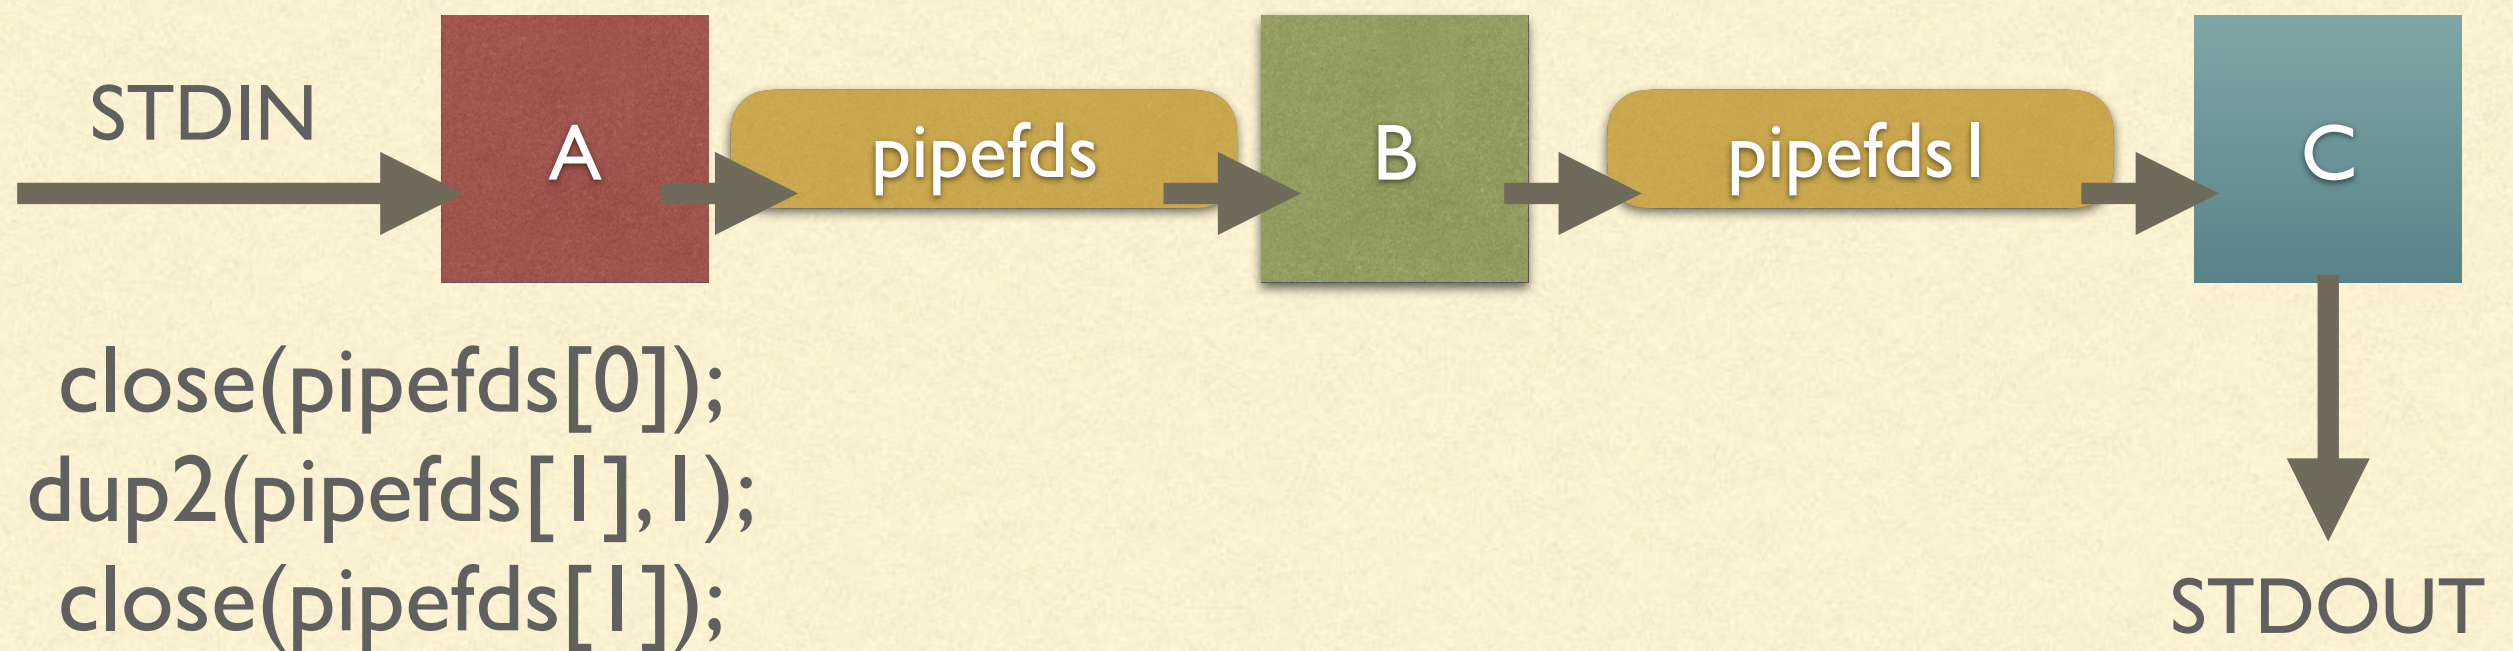 STDIN
A
pipefds
B
pipefds1
C
close(pipefds[0]);
dup2(pipefds[1],1);
close(pipefds[1]);
STDOUT